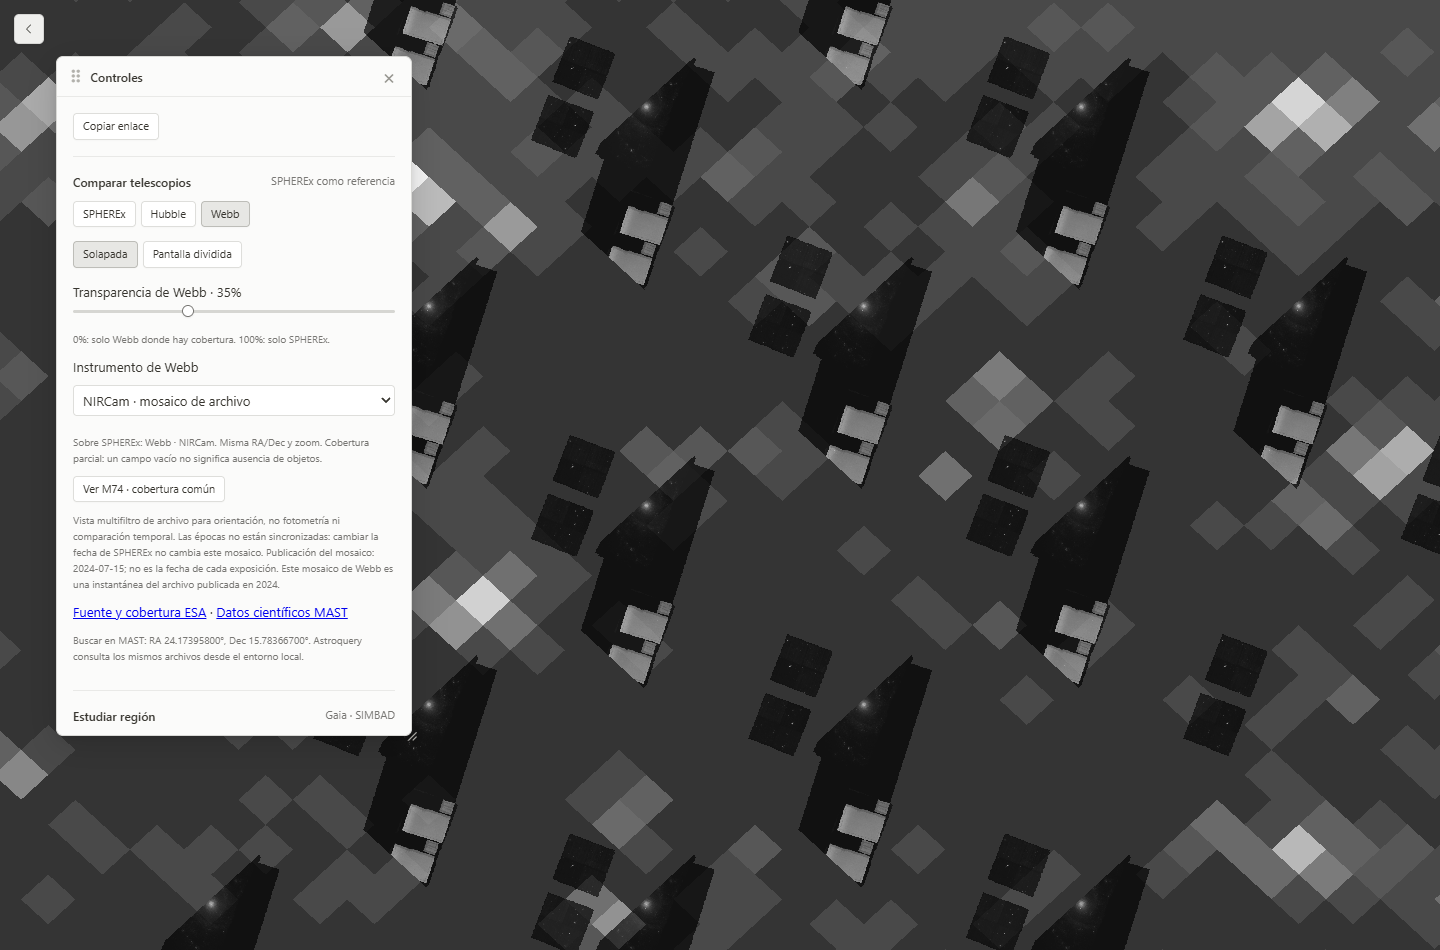 Controles
Copiar enlace
Comparar telescopios
SPHEREx como referencia
SPHEREx
Hubble
Webb
Solapada
Pantalla dividida
Transparencia de Webb · 35%
0%: solo Webb donde hay cobertura. 100%: solo SPHEREx.
Instrumento de Webb
NIRCam · mosaico de archivo
Sobre SPHEREx: Webb · NIRCam. Misma RA/Dec y zoom. Cobertura
parcial: un campo vacío no significa ausencia de objetos.
Ver M74 · cobertura común
Vista multifiltro de archivo para orientación, no fotometría ni
comparación temporal. Las épocas no están sincronizadas: cambiar la
fecha de SPHEREx no cambia este mosaico. Publicación del mosaico:
2024-07-15; no es la fecha de cada exposición. Este mosaico de Webb es
una instantánea del archivo publicada en 2024.
Fuente y cobertura ESA · Datos científicos MAST
Buscar en MAST: RA 24.17395800°, Dec 15.78366700°. Astroquery
consulta los mismos archivos desde el entorno local.
Estudiar región
Gaia · SIMBAD